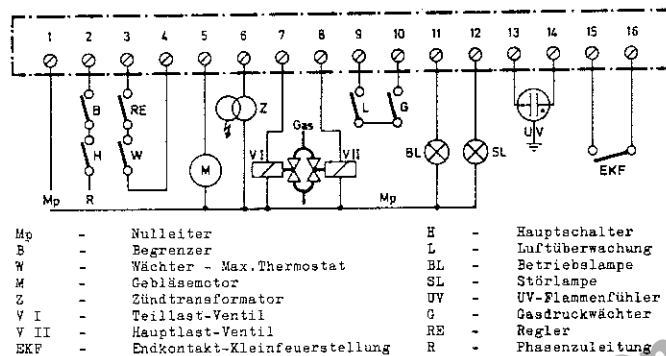 1 2 3 4 5 6 7 8 9 10 11 12 13 14 15 16
B RE Z L G
Gas UV
H W M V I V II BL SL
EKF
Mp R Mp
Mp - Nulleiter
B - Begrenzer
W - Wächter - Max.Thermostat
M - Gebläsemotor
Z - Zündtransformator
V I - Teillast-Ventil
V II - Hauptlast-Ventil
EKF - Endkontakt-Kleinfeuerstellung
H - Hauptschalter
L - Luftüberwachung
BL - Betriebslampe
SL - Störlampe
UV - UV-Flammenfühler
G - Gasdruckwächter
RE - Regler
R - Phasenzuleitung